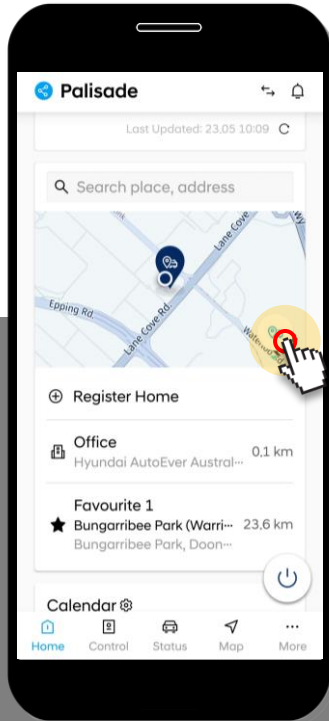 Palisade
Last Updated: 23,05 10:09
Search place, address
Lane Cove
Wy
Epping Rd
Lane Cove Rd.
Register Home
Office
Hyundai AutoEver Austral···
0,1 km
Favourite 1
Bungarribee Park (Warri···
23,6 km
Bungarribee Park, Doon···
Calendar
Home
Control
Status
Map
More